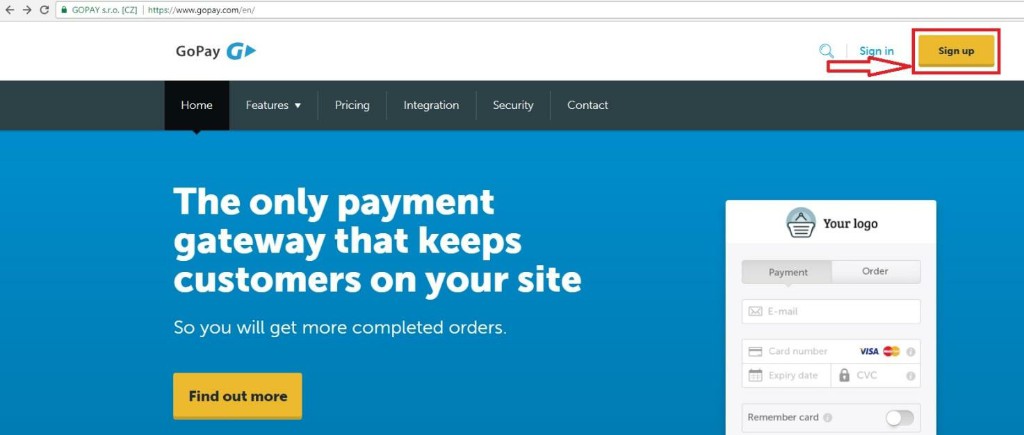 GOPAY s.r.o. [CZ] https://www.gopay.com/en/
GoPay
Sign in
Sign up
Home Features Pricing Integration Security Contact
The only payment
gateway that keeps
customers on your site
So you will get more completed orders.
Find out more
Your logo
Payment Order
E-mail
Card number VISA MasterCard
Expiry date CVC
Remember card